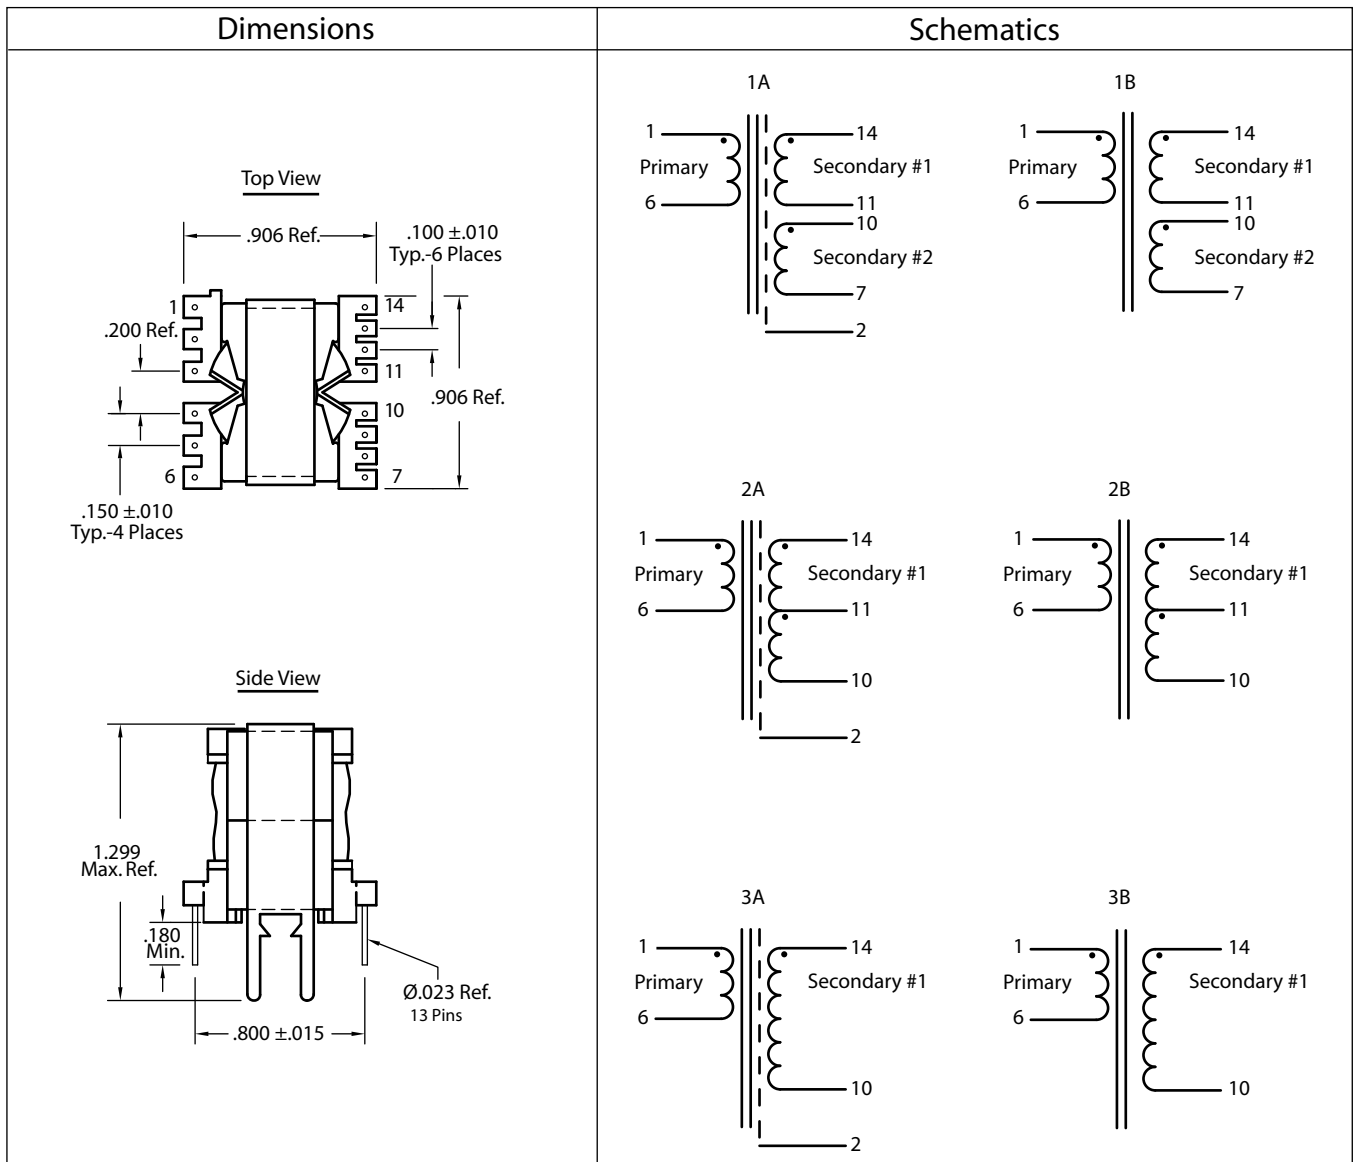 Dimensions
Schematics
Top View
.906 Ref.
.100 ±.010
Typ.-6 Places
1
14
.200 Ref.
11
.906 Ref.
10
6
7
.150 ±.010
Typ.-4 Places
Side View
1.299
Max. Ref.
.180
Min.
Ø.023 Ref.
13 Pins
.800 ±.015
1A
1
14
Primary
Secondary #1
6
11
10
Secondary #2
7
2
1B
1
14
Primary
Secondary #1
6
11
10
Secondary #2
7
2A
1
14
Primary
Secondary #1
6
11
10
2
2B
1
14
Primary
Secondary #1
6
11
10
3A
1
14
Primary
Secondary #1
6
10
2
3B
1
14
Primary
Secondary #1
6
10